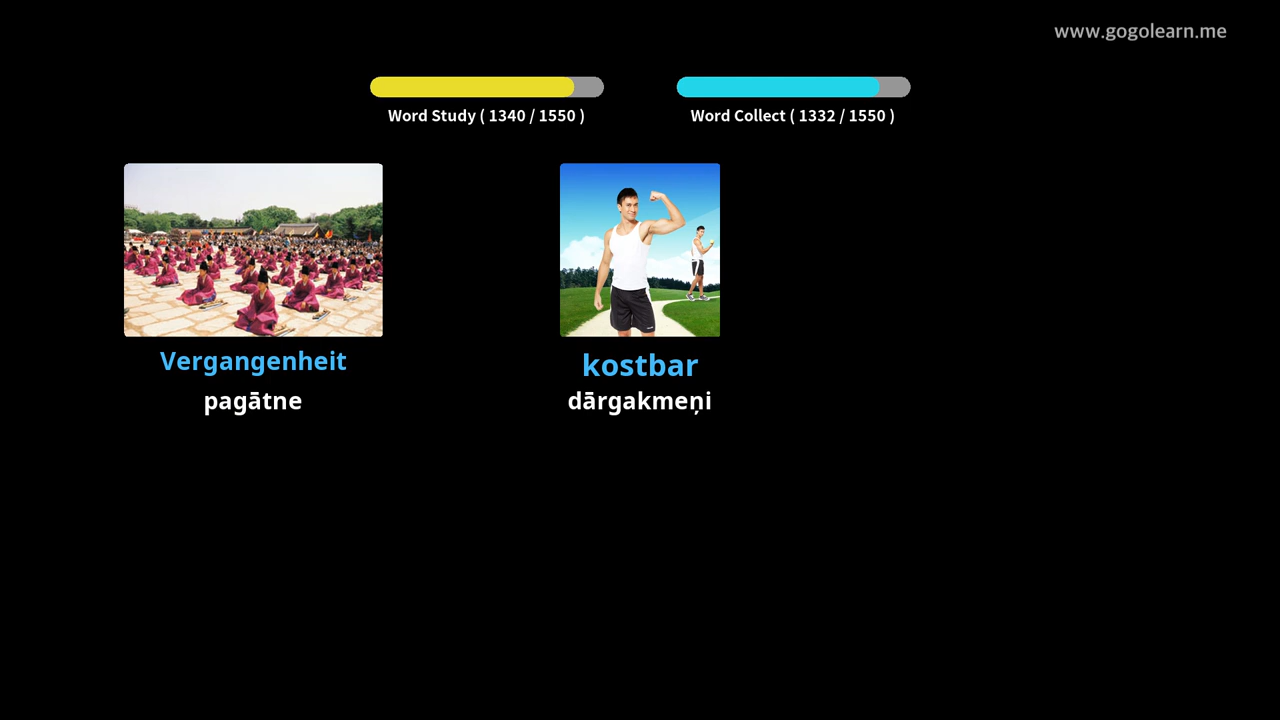 www.gogolearn.me
Word Study ( 1340 / 1550 )
Word Collect ( 1332 / 1550 )
Vergangenheit
pagātne
kostbar
dārgakmeņi